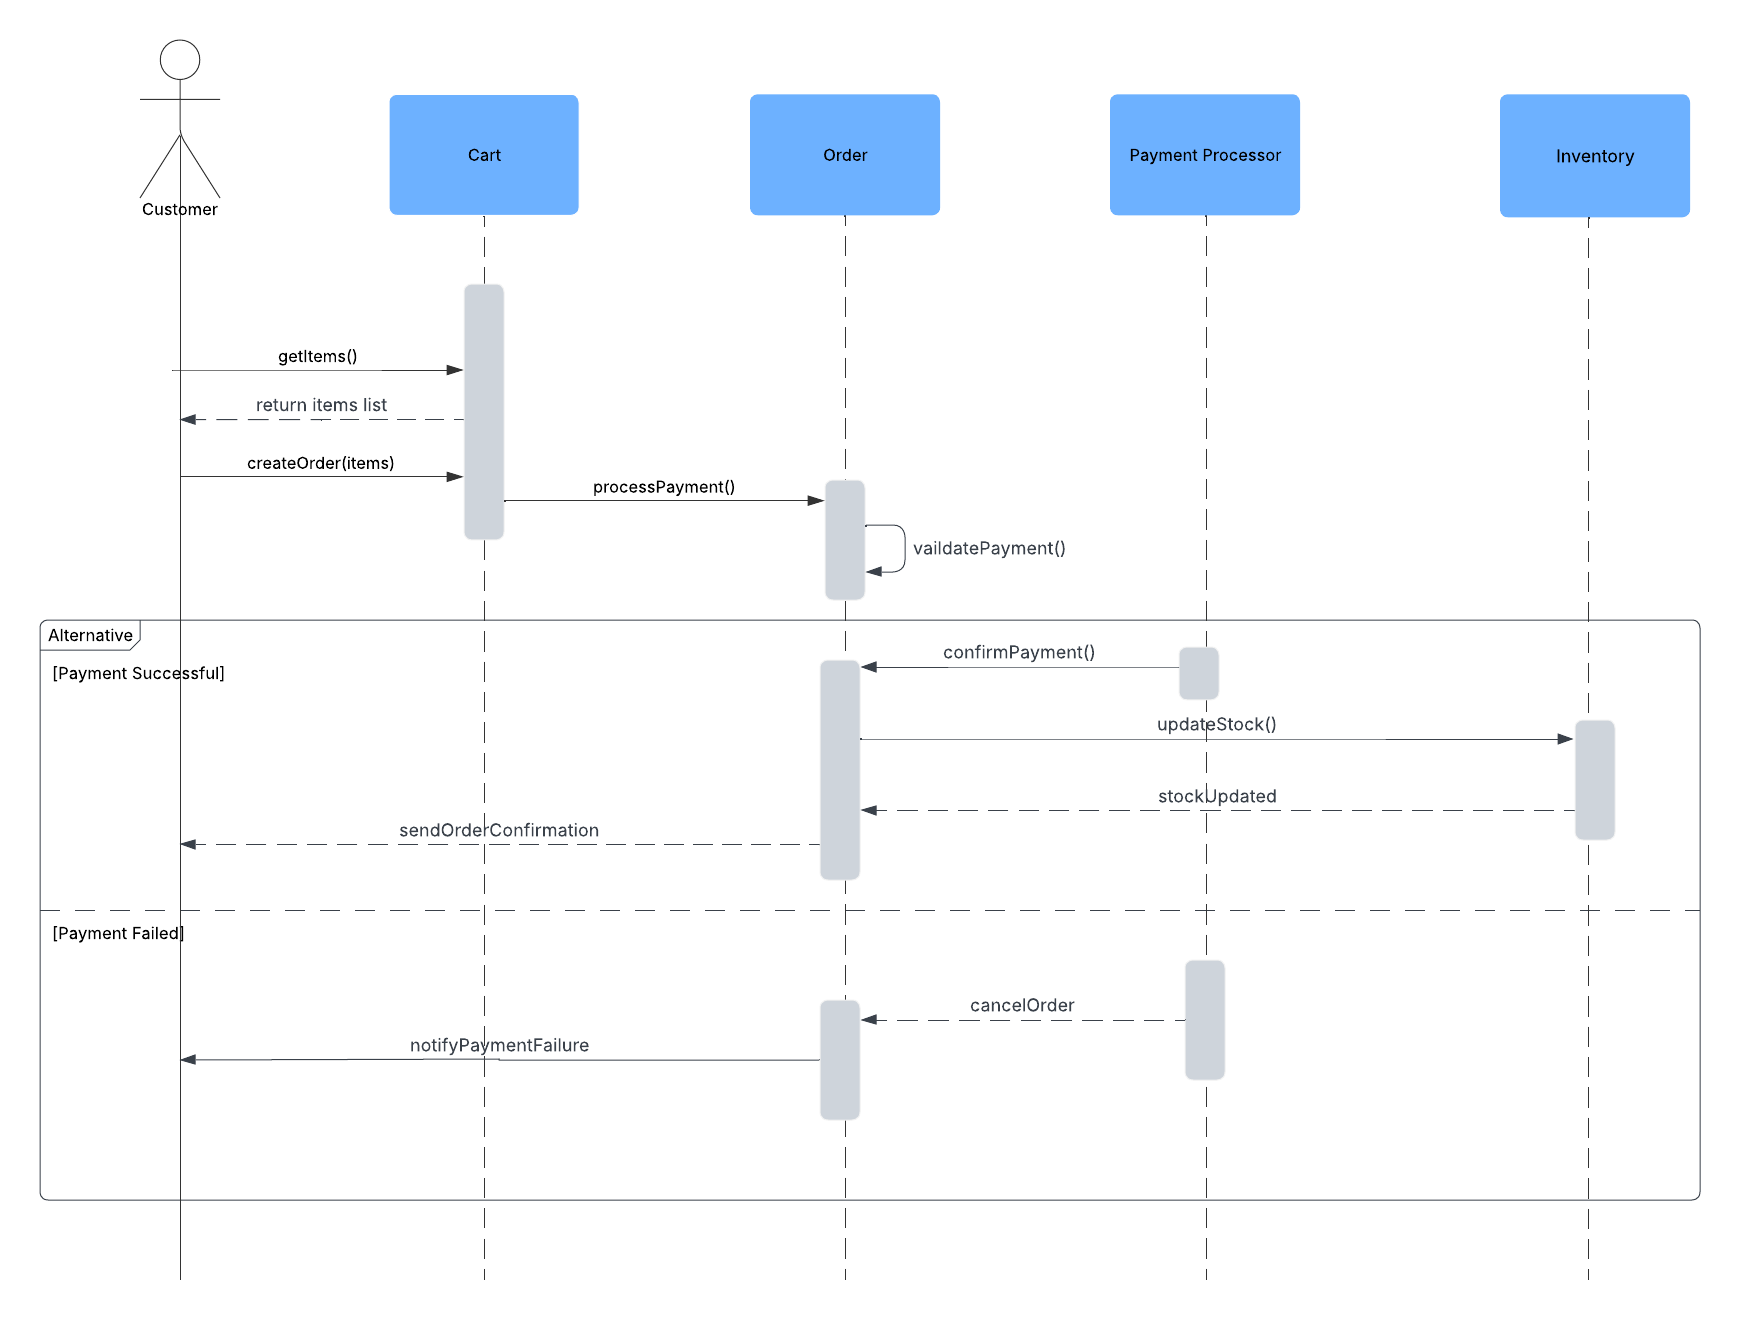 Customer
Cart
Order
Payment Processor
Inventory
getItems()
return items list
createOrder(items)
processPayment()
vaildatePayment()
Alternative
[Payment Successful]
confirmPayment()
updateStock()
stockUpdated
sendOrderConfirmation
[Payment Failed]
cancelOrder
notifyPaymentFailure